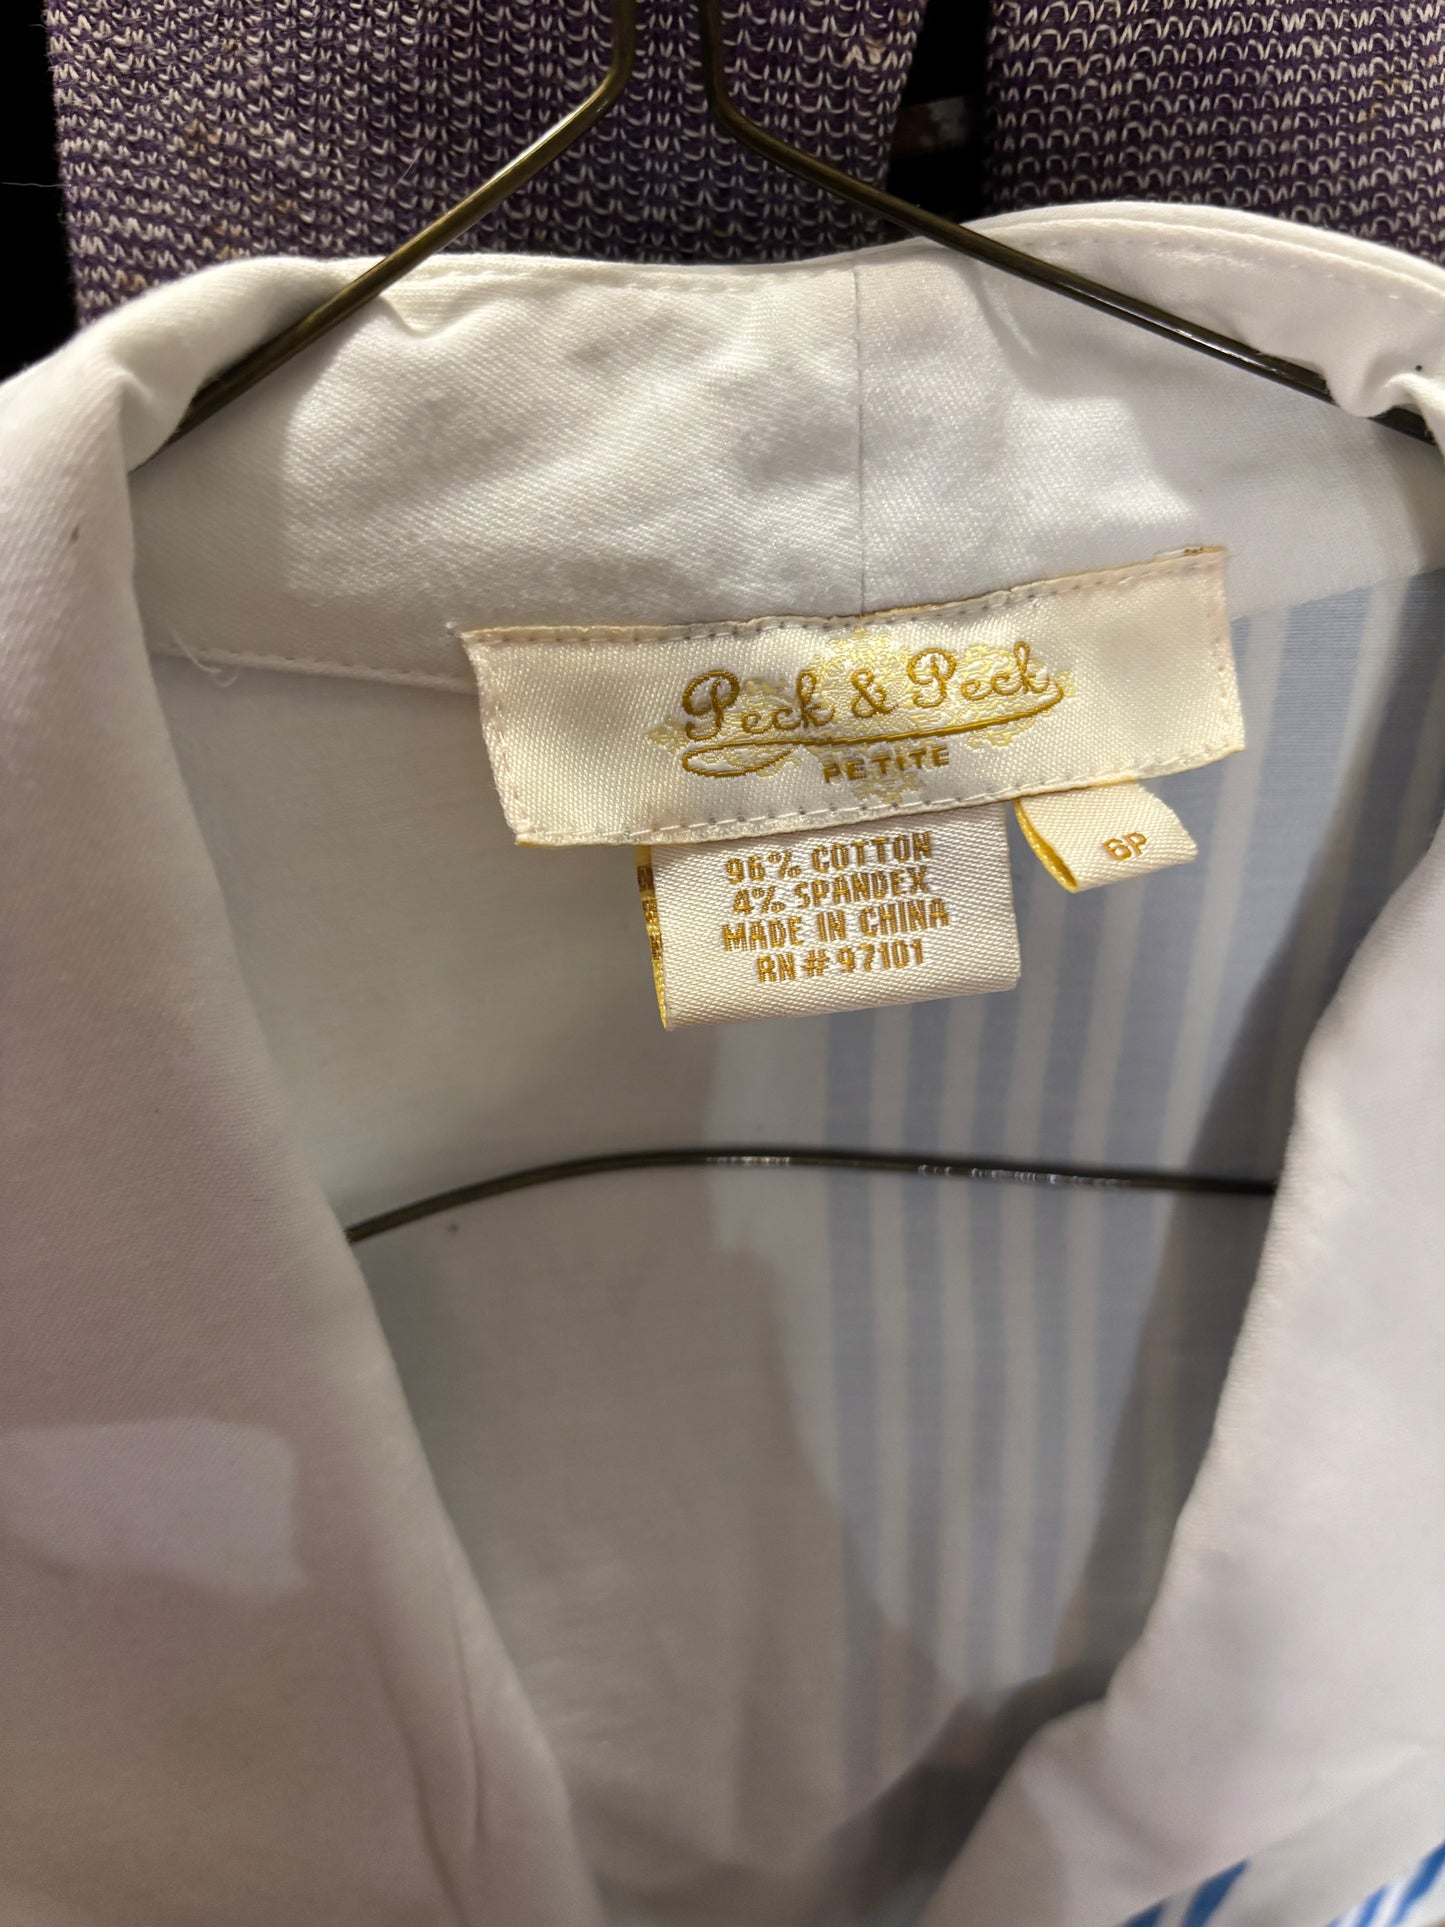 Peck & Peck
PETITE
6P
96% COTTON
4% SPANDEX
MADE IN CHINA
RN # 97101